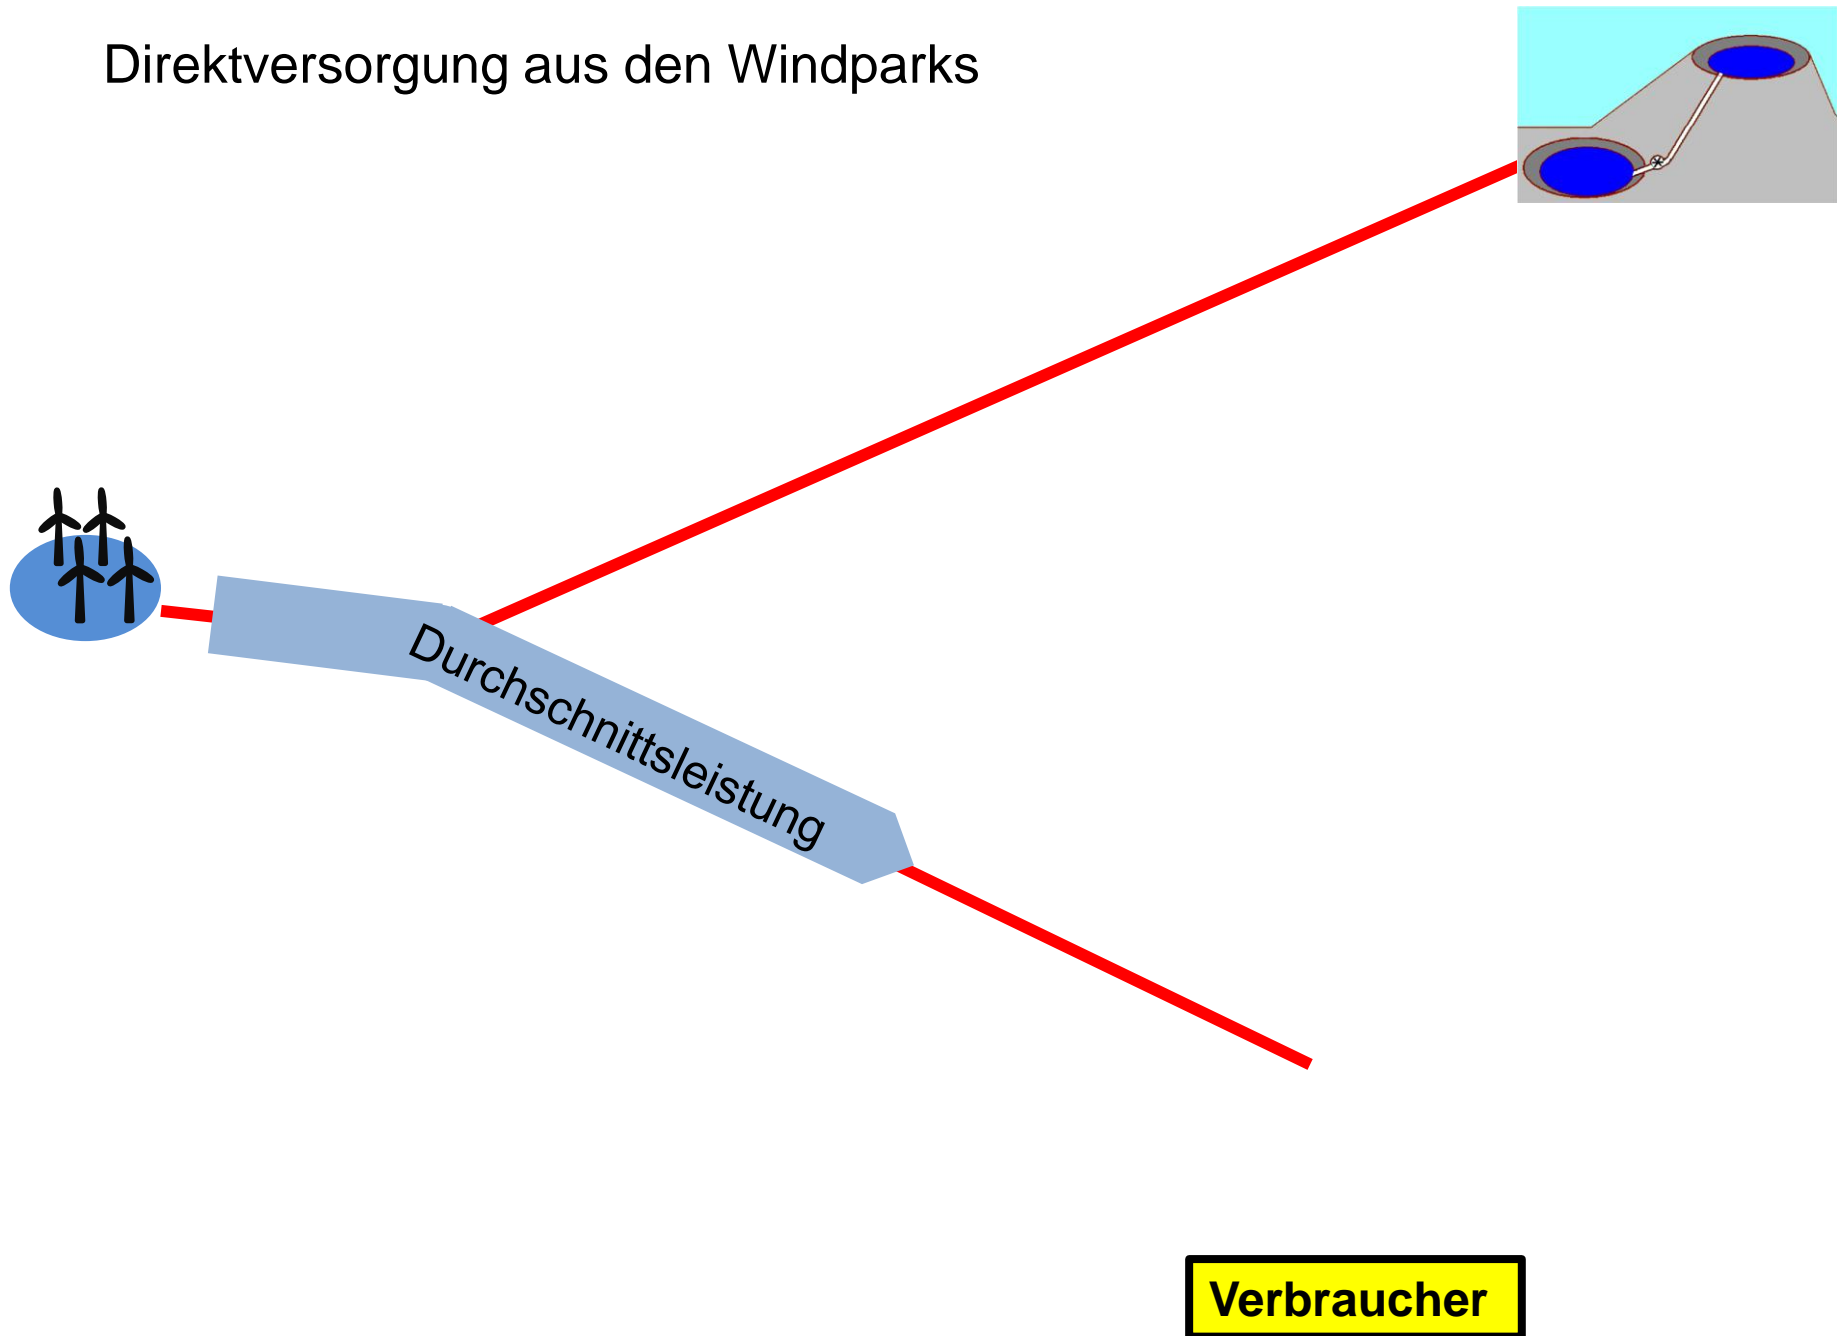 Direktversorgung aus den Windparks
Durchschnittsleistung
Verbraucher